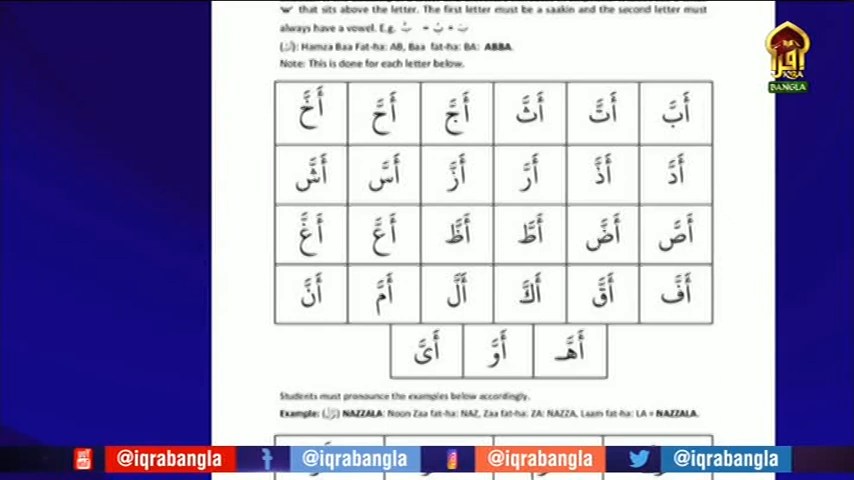 'w' that sits above the letter. The first letter must be a saakin and the second letter must
always have a vowel. E.g.
Hamza Baa Fat-ha: AB, Baa fat-ha: BA: ABBA.
Note: This is done for each letter below.
أَبَّ أَتَّ أَثَّ أَجَّ أَحَّ أَخَّ
أَدَّ أَذَّ أَرَّ أَزَّ أَسَّ أَشَّ
أَصَّ أَضَّ أَطَّ أَظَّ أَعَّ أَغَّ
أَفَّ أَقَّ أَكَّ أَلَّ أَمَّ أَنَّ
أَهَّـ أَوَّ أَىَّ
Students must pronounce the examples below accordingly.
Example: NAZZALA: Noon Zaa fat-ha: NAZ, Zaa fat-ha: ZA: NAZZA, Laam fat-ha: LA = NAZZALA.
اقرأ
IQRA
BANGLA
@iqrabangla @iqrabangla @iqrabangla @iqrabangla